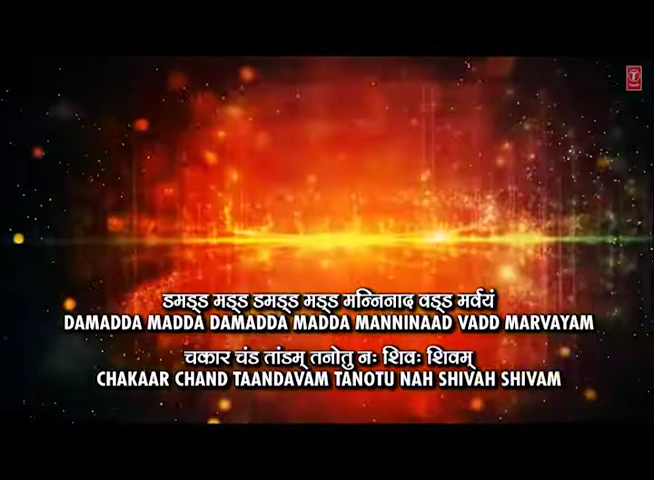 डमड्ड मड्ड डमड्ड मड्ड मन्निनाद वड्ड मर्वयं
DAMADDA MADDA DAMADDA MADDA MANNINAAD VADD MARVAYAM
चकार चंड तांडम् तनोतु नः शिवः शिवम्
CHAKAAR CHAND TAANDAVAM TANOTU NAH SHIVAH SHIVAM